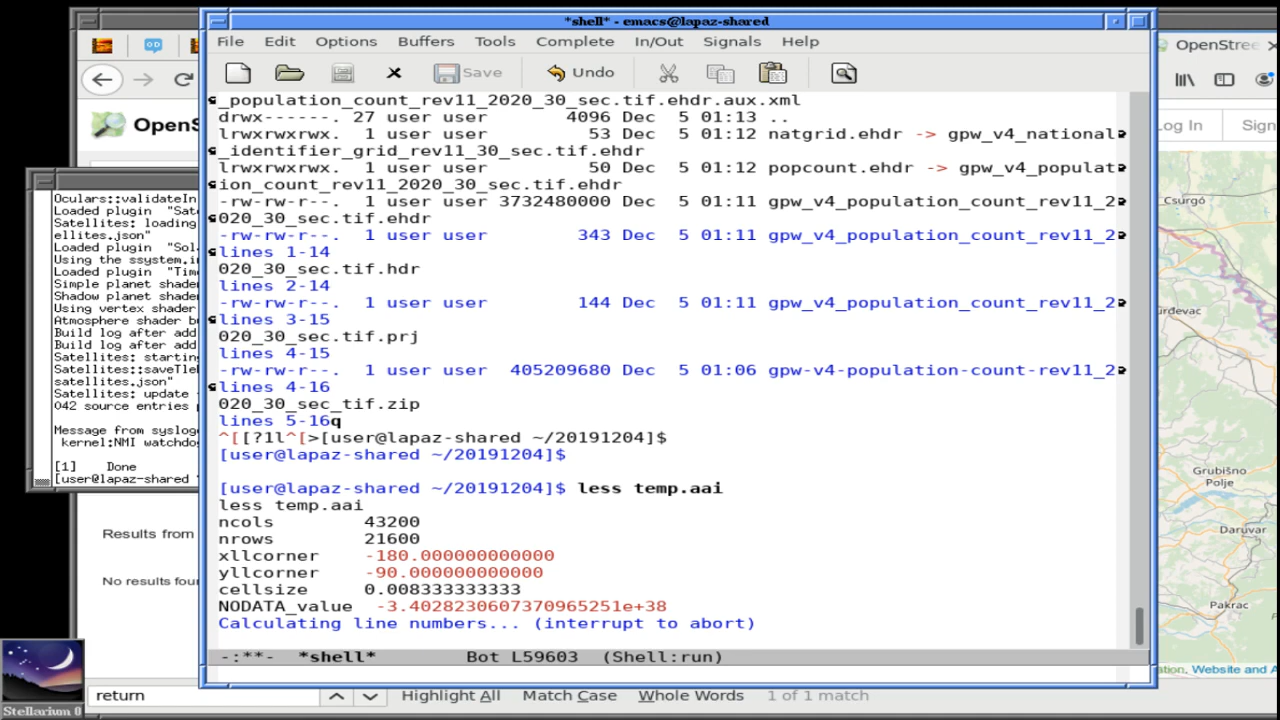 *shell* - emacs@lapaz-shared
File Edit Options Buffers Tools Complete In/Out Signals Help
Save Undo
_population_count_rev11_2020_30_sec.tif.ehdr.aux.xml
drwx------. 27 user user 4096 Dec 5 01:13 ..
lrwxrwxrwx. 1 user user 53 Dec 5 01:12 natgrid.ehdr -> gpw_v4_national
_identifier_grid_rev11_30_sec.tif.ehdr
lrwxrwxrwx. 1 user user 50 Dec 5 01:12 popcount.ehdr -> gpw_v4_populat
ion_count_rev11_2020_30_sec.tif.ehdr
-rw-rw-r--. 1 user user 3732480000 Dec 5 01:11 gpw_v4_population_count_rev11_2
020_30_sec.tif.ehdr
-rw-rw-r--. 1 user user 343 Dec 5 01:11 gpw_v4_population_count_rev11_2
lines 1-14
020_30_sec.tif.hdr
lines 2-14
-rw-rw-r--. 1 user user 144 Dec 5 01:11 gpw_v4_population_count_rev11_2
lines 3-15
020_30_sec.tif.prj
lines 4-15
-rw-rw-r--. 1 user user 405209680 Dec 5 01:06 gpw-v4-population-count-rev11_2
lines 4-16
020_30_sec_tif.zip
lines 5-16q
^[[?1l^[>[user@lapaz-shared ~/20191204]$
[user@lapaz-shared ~/20191204]$
[user@lapaz-shared ~/20191204]$ less temp.aai
less temp.aai
ncols 43200
nrows 21600
xllcorner -180.000000000000
yllcorner -90.000000000000
cellsize 0.008333333333
NODATA_value -3.4028230607370965251e+38
Calculating line numbers... (interrupt to abort)
-:**- *shell* Bot L59603 (Shell:run)
OpenS
Oculars::validateIn
Loaded plugin "Sate
Satellites: loading
ellites.json"
Loaded plugin "Sol
Using the ssystem.in
Loaded plugin "Time
Simple planet shade
Shadow planet shade
Using vertex shader
Atmosphere shader b
Build log after add
Build log after add
Satellites: starting
Satellites::saveTle
satellites.json"
Satellites: update
042 source entries
Message from syslog
kernel:NMI watchdo
[1] Done
[user@lapaz-shared
Results from
No results foun
OpenStree
Log In Sign
Csurgó
Grubišno
Polje
Daruvar
Pakrac
Website and A
return Highlight All Match Case Whole Words 1 of 1 match
Stellarium 0